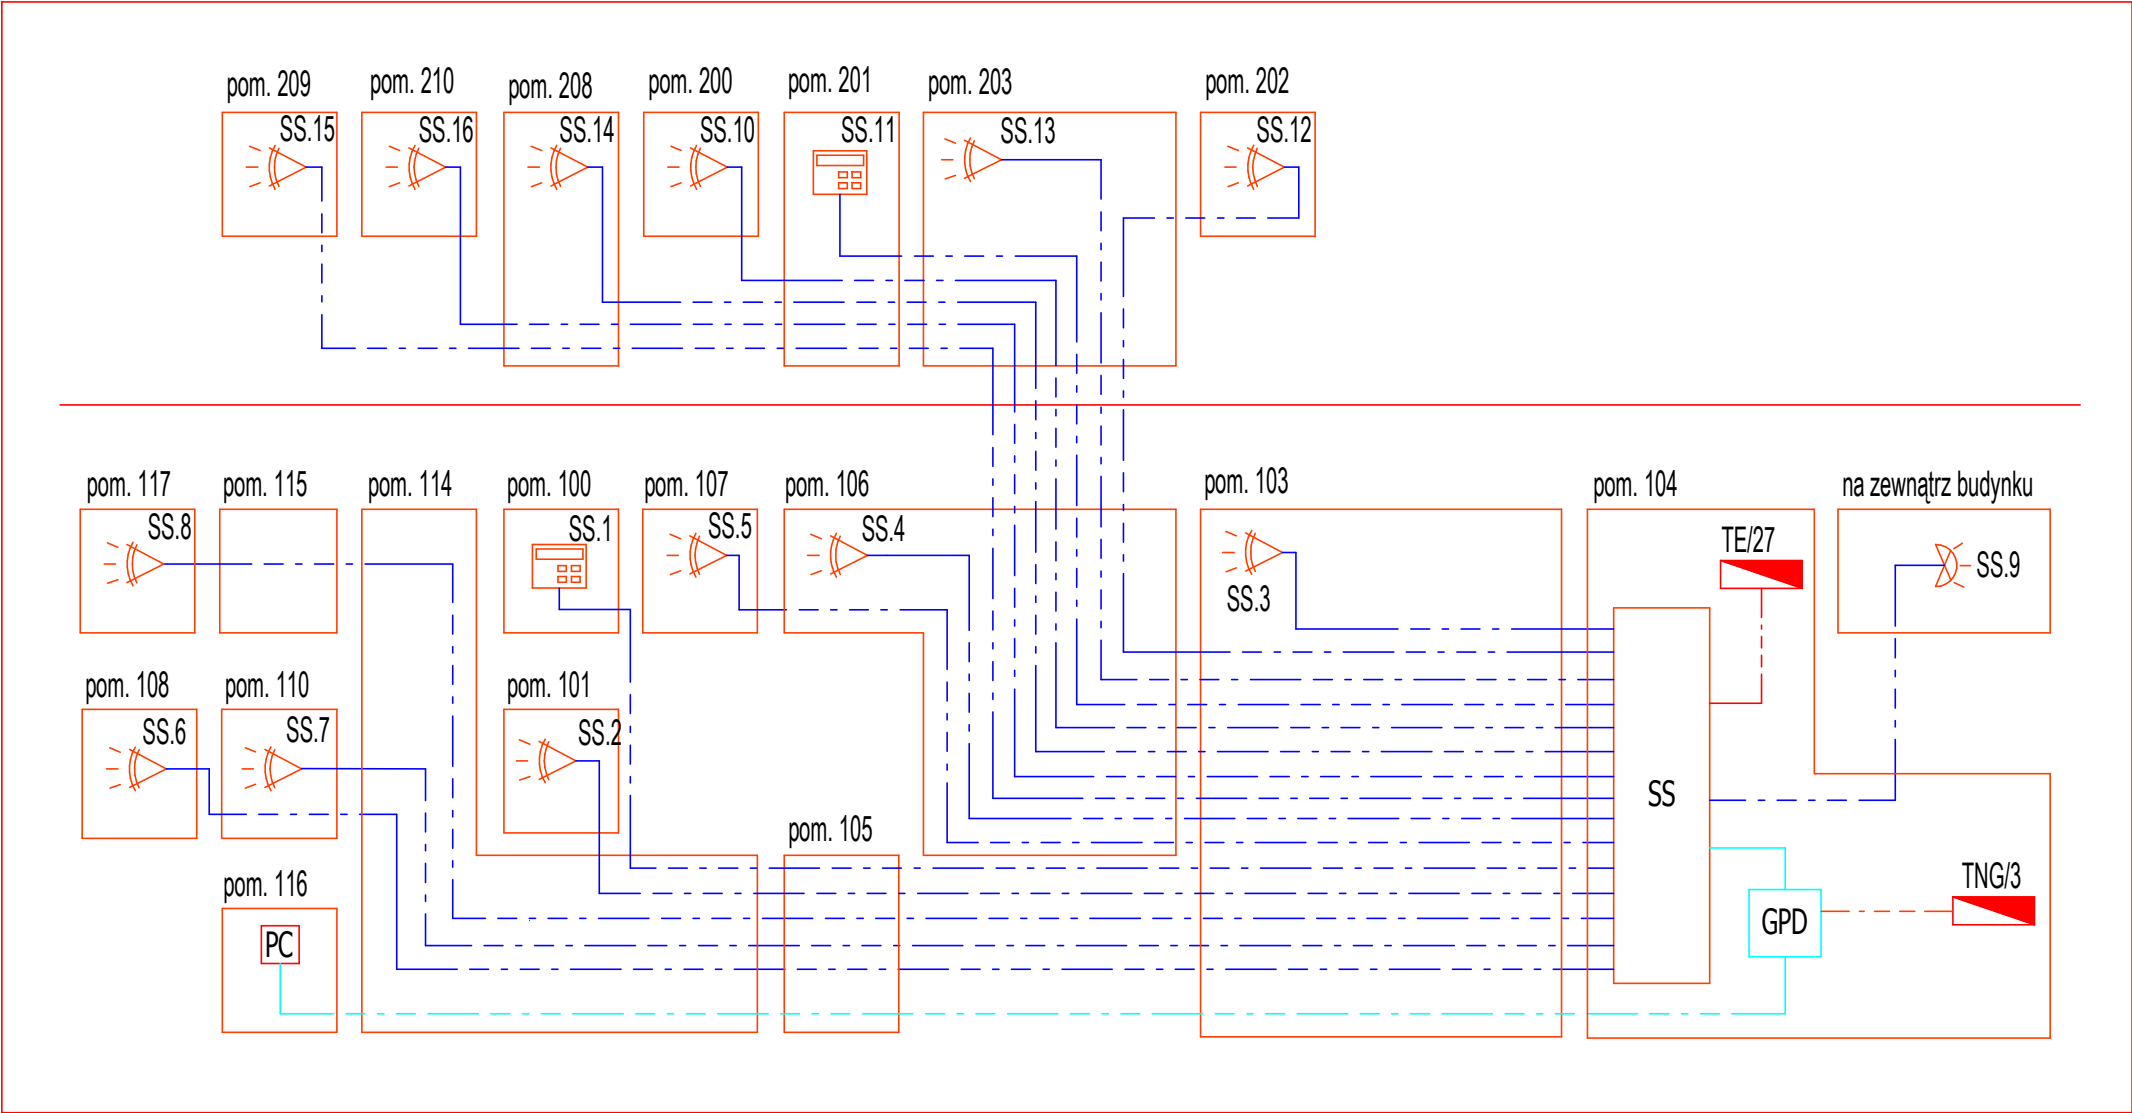 pom. 209
pom. 210
pom. 208
pom. 200
pom. 201
pom. 203
pom. 202
SS.15
SS.16
SS.14
SS.10
SS.11
SS.13
SS.12
pom. 117
pom. 115
pom. 114
pom. 100
pom. 107
pom. 106
pom. 103
pom. 104
na zewnątrz budynku
SS.8
SS.1
SS.5
SS.4
SS.3
TE/27
SS.9
pom. 108
pom. 110
pom. 101
SS.6
SS.7
SS.2
SS
pom. 105
pom. 116
PC
GPD
TNG/3